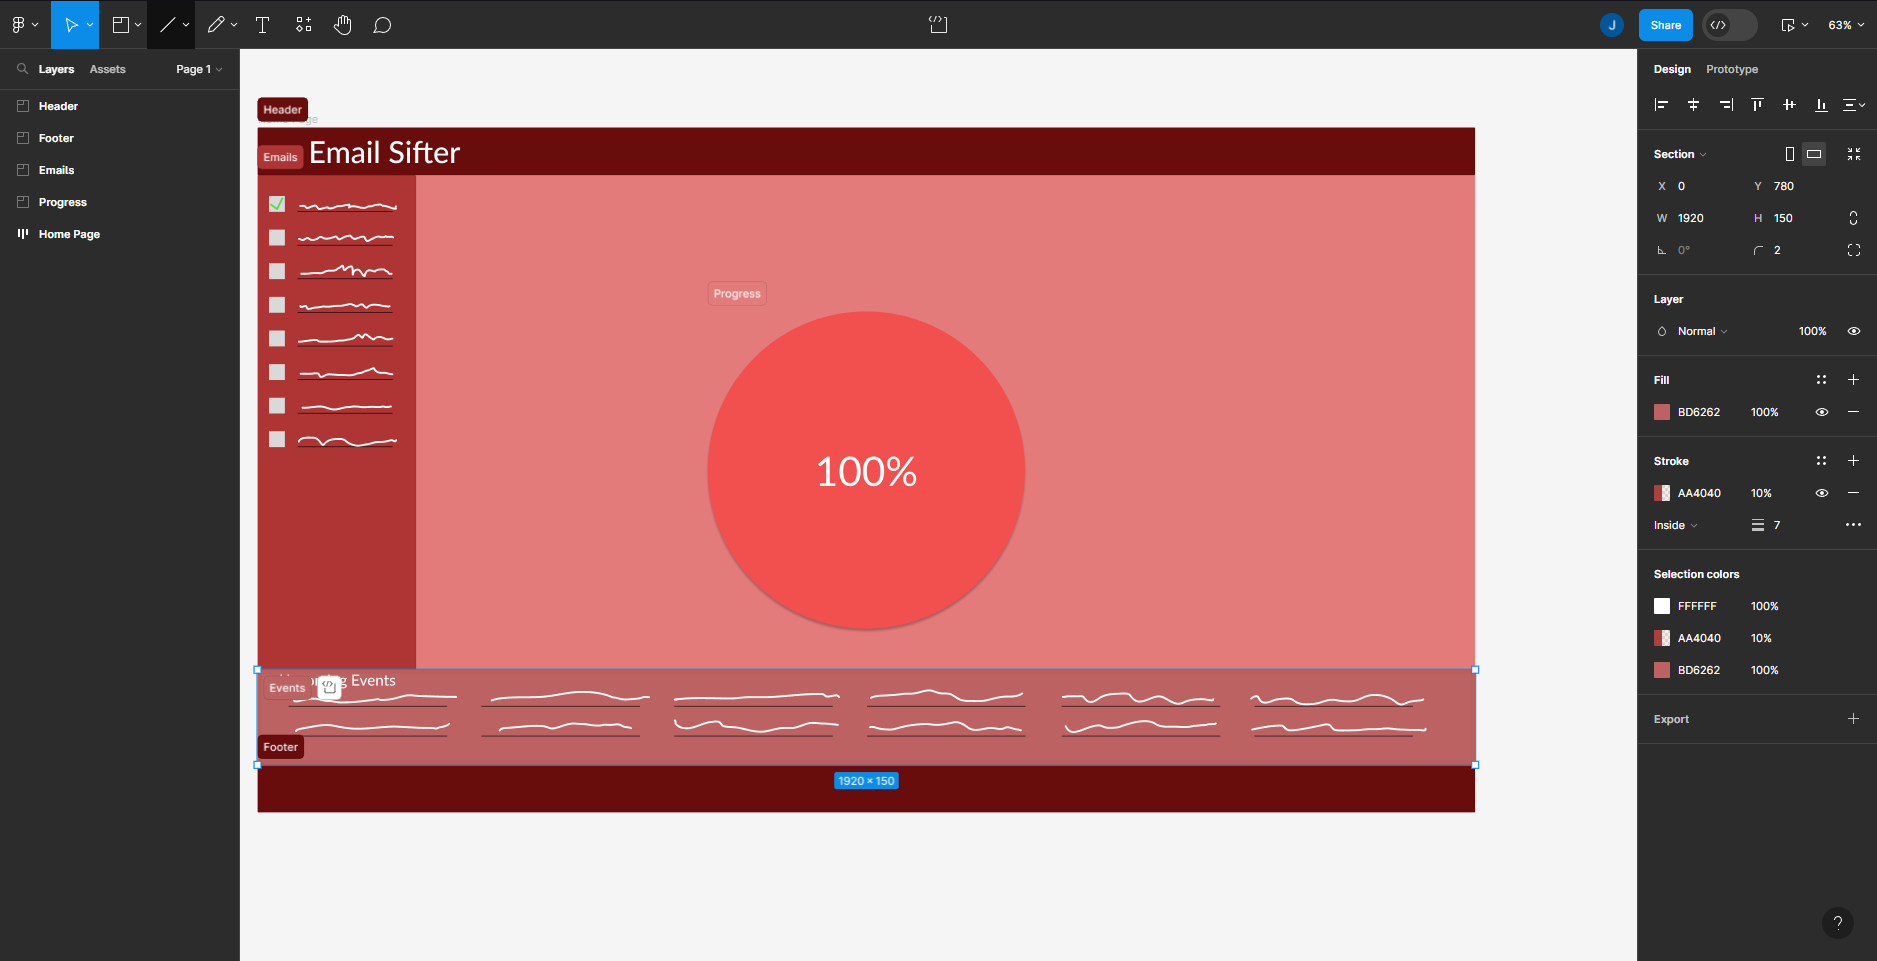 J
Share
63%
Layers
Assets
Page 1
Header
Footer
Emails
Progress
Home Page
Header
Emails
Email Sifter
Progress
100%
Events
Events
Footer
1920 × 150
Design
Prototype
Section
X 0 Y 780
W 1920 H 150
0° 2
Layer
Normal 100%
Fill
BD6262 100%
Stroke
AA4040 10%
Inside 7
Selection colors
FFFFFF 100%
AA4040 10%
BD6262 100%
Export
?